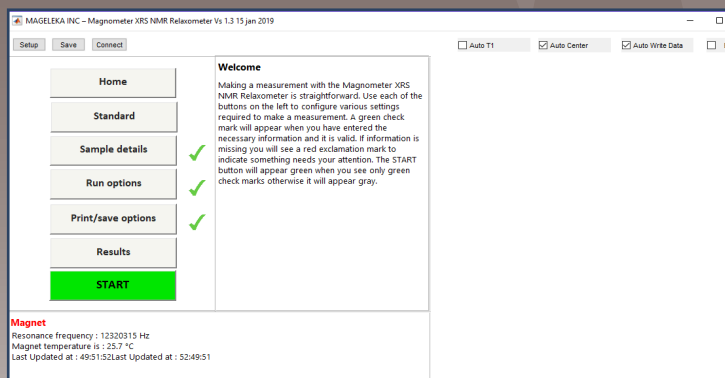 MAGELEKA INC – Magnometer XRS NMR Relaxometer Vs 1.3 15 jan 2019
Setup Save Connect
Auto T1 Auto Center Auto Write Data
Home
Standard
Sample details
Run options
Print/save options
Results
START
Welcome
Making a measurement with the Magnometer XRS
NMR Relaxometer is straightforward. Use each of the
buttons on the left to configure various settings
required to make a measurement. A green check
mark will appear when you have entered the
necessary information and it is valid. If information is
missing you will see a red exclamation mark to
indicate something needs your attention. The START
button will appear green when you see only green
check marks otherwise it will appear gray.
Magnet
Resonance frequency : 12320315 Hz
Magnet temperature is : 25.7 °C
Last Updated at : 49:51:52Last Updated at : 52:49:51